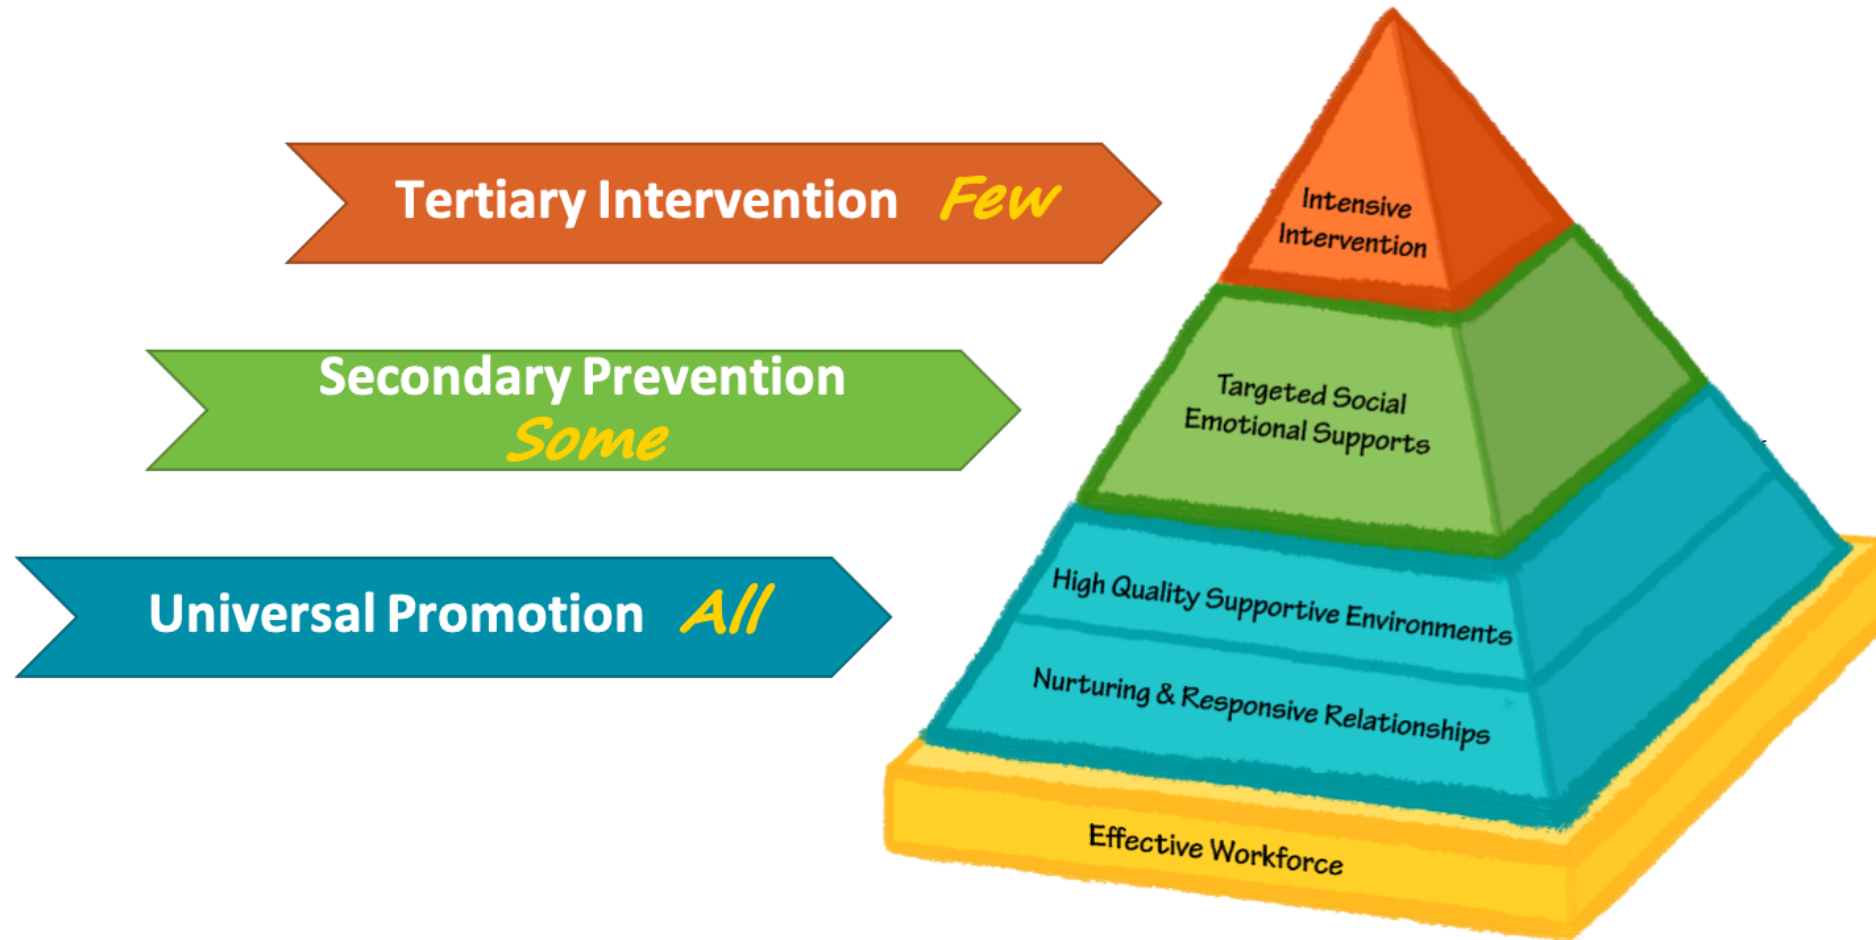 Tertiary Intervention Few
Intensive
Intervention
Secondary Prevention
Some
Targeted Social
Emotional Supports
Universal Promotion All
High Quality Supportive Environments
Nurturing & Responsive Relationships
Effective Workforce